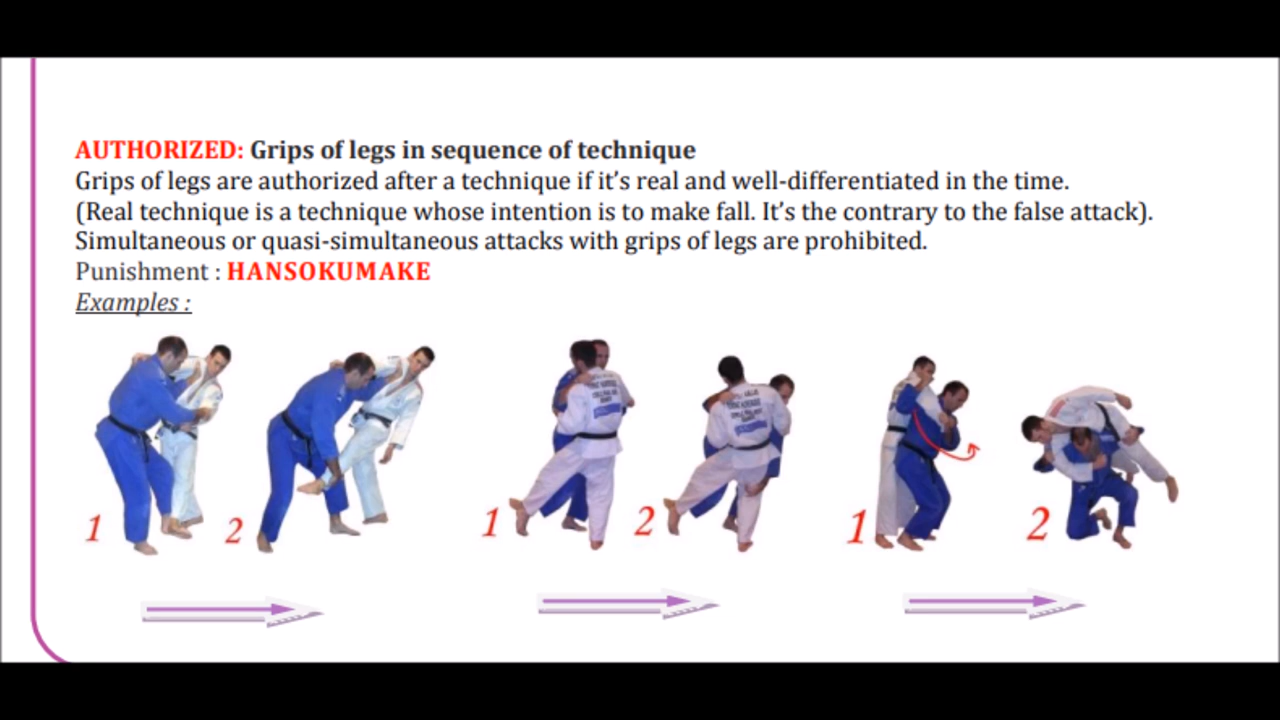 AUTHORIZED: Grips of legs in sequence of technique
Grips of legs are authorized after a technique if it's real and well-differentiated in the time.
(Real technique is a technique whose intention is to make fall. It's the contrary to the false attack).
Simultaneous or quasi-simultaneous attacks with grips of legs are prohibited.
Punishment : HANSOKUMAKE
Examples :
1 2 1 2 1 2